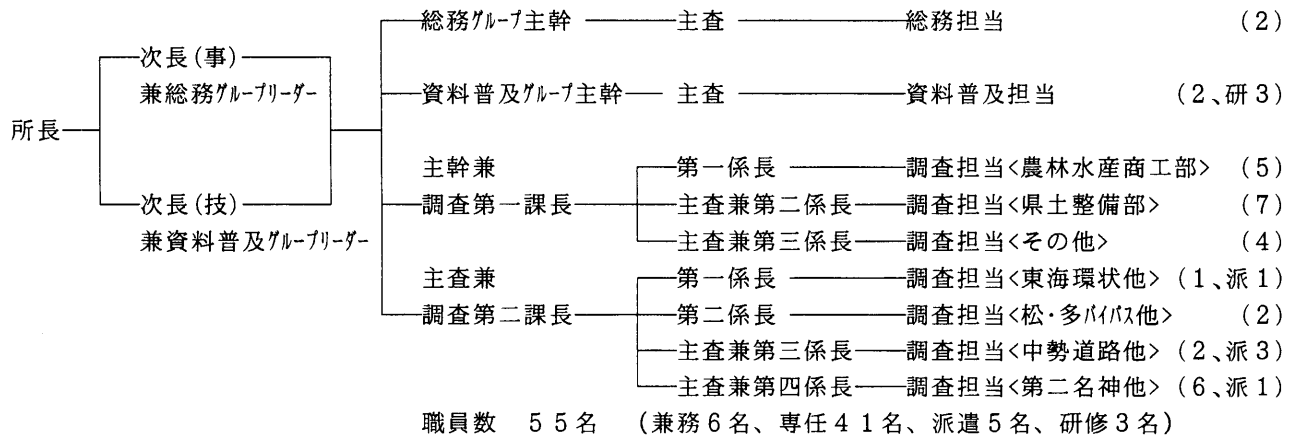 総務ｸﾞﾙｰﾌﾟ主幹 主査 総務担当 (2)
次長(事)
兼総務ｸﾞﾙｰﾌﾟﾘｰﾀﾞｰ
資料普及ｸﾞﾙｰﾌﾟ主幹 主査 資料普及担当 (2、研3)
所長
主幹兼 第一係長 調査担当<農林水産商工部> (5)
次長(技) 調査第一課長 主査兼第二係長 調査担当<県土整備部> (7)
兼資料普及ｸﾞﾙｰﾌﾟﾘｰﾀﾞｰ 主査兼第三係長 調査担当<その他> (4)
主査兼 第一係長 調査担当<東海環状他> (1、派1)
調査第二課長 第二係長 調査担当<松・多ﾊﾞｲﾊﾟｽ他> (2)
主査兼第三係長 調査担当<中勢道路他> (2、派3)
主査兼第四係長 調査担当<第二名神他> (6、派1)
職員数 55名 (兼務6名、専任41名、派遣5名、研修3名)